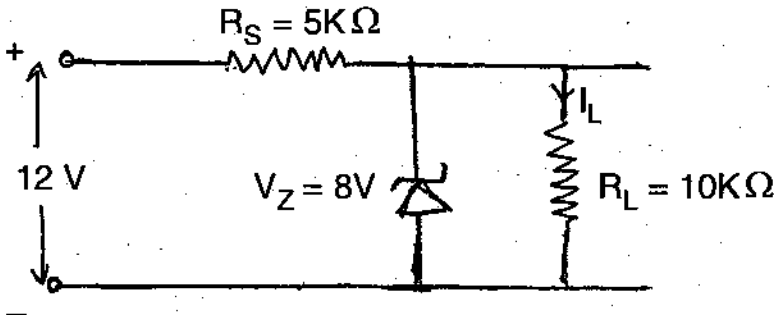 R_S = 5KΩ
+
I_L
12 V
V_Z = 8V
R_L = 10KΩ
–